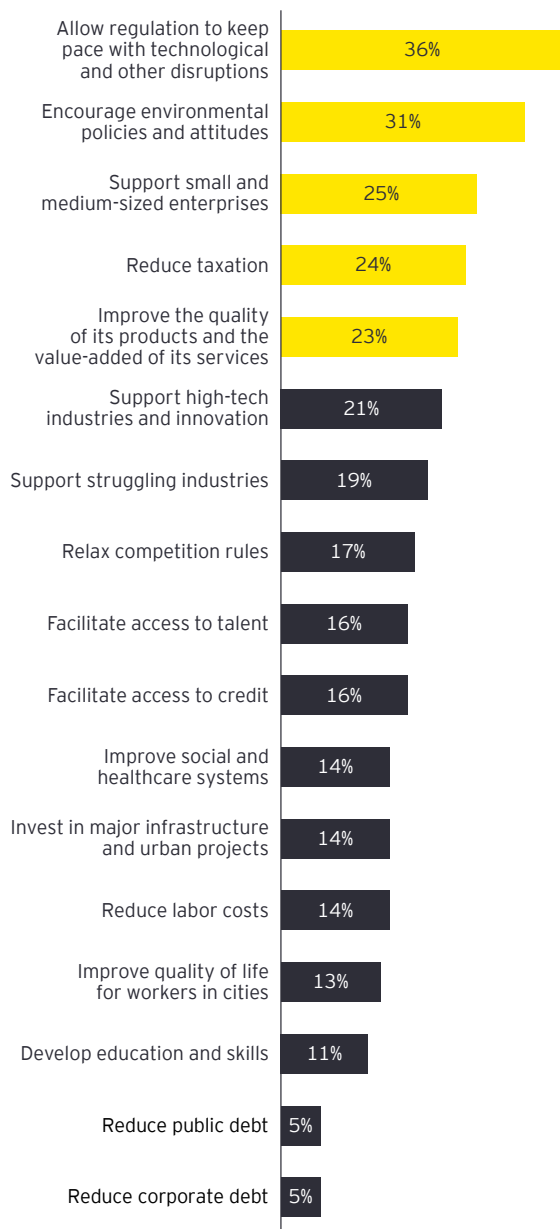 Allow regulation to keep
pace with technological
and other disruptions
36%
Encourage environmental
policies and attitudes
31%
Support small and
medium-sized enterprises
25%
Reduce taxation
24%
Improve the quality
of its products and the
value-added of its services
23%
Support high-tech
industries and innovation
21%
Support struggling industries
19%
Relax competition rules
17%
Facilitate access to talent
16%
Facilitate access to credit
16%
Improve social and
healthcare systems
14%
Invest in major infrastructure
and urban projects
14%
Reduce labor costs
14%
Improve quality of life
for workers in cities
13%
Develop education and skills
11%
Reduce public debt
5%
Reduce corporate debt
5%